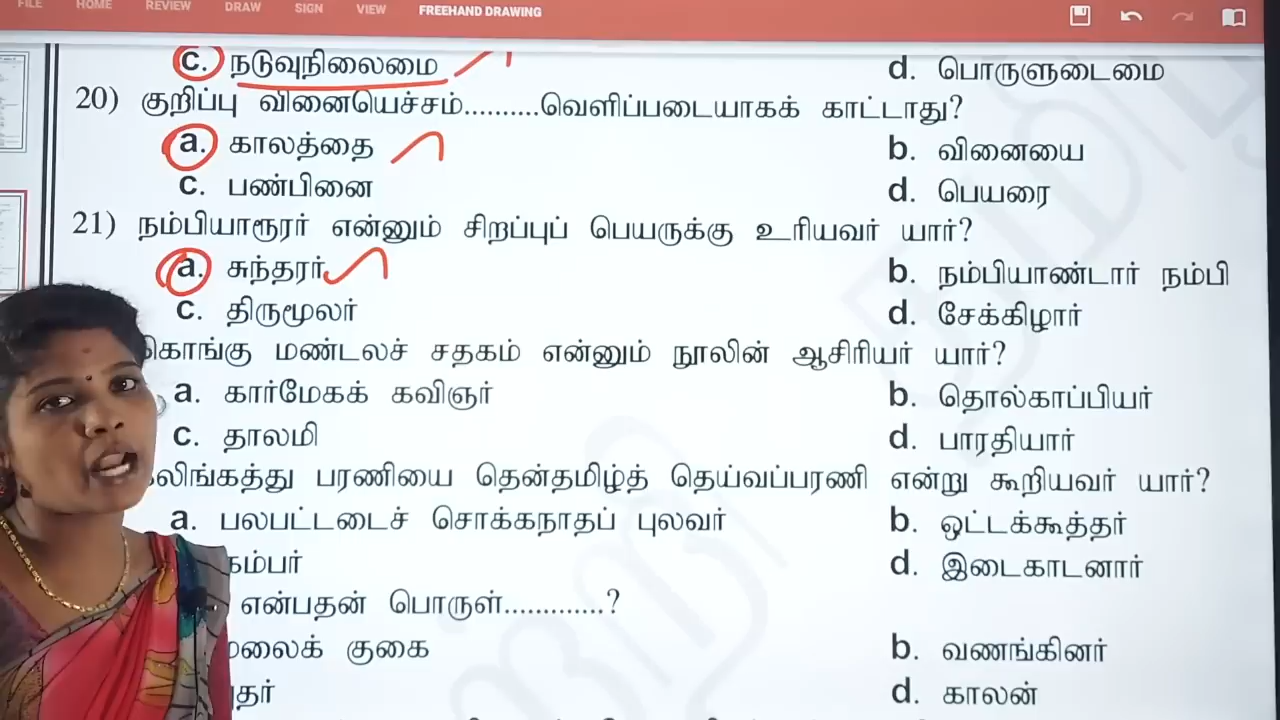 FILE HOME REVIEW DRAW SIGN VIEW FREEHAND DRAWING
c. நடுவுநிலைமை d. பொருளுடைமை
20) குறிப்பு வினையெச்சம்..........வெளிப்படையாகக் காட்டாது?
a. காலத்தை b. வினையை
c. பண்பினை d. பெயரை
21) நம்பியாரூரர் என்னும் சிறப்புப் பெயருக்கு உரியவர் யார்?
a. சுந்தரர் b. நம்பியாண்டார் நம்பி
c. திருமூலர் d. சேக்கிழார்
கொங்கு மண்டலச் சதகம் என்னும் நூலின் ஆசிரியர் யார்?
a. கார்மேகக் கவிஞர் b. தொல்காப்பியர்
c. தாலமி d. பாரதியார்
பரணியை தென்தமிழ்த் தெய்வப்பரணி என்று கூறியவர் யார்?
a. பலபட்டடைச் சொக்கநாதப் புலவர் b. ஒட்டக்கூத்தர்
கம்பர் d. இடைகாடனார்
என்பதன் பொருள்.............?
மலைக் குகை b. வணங்கினர்
d. காலன்